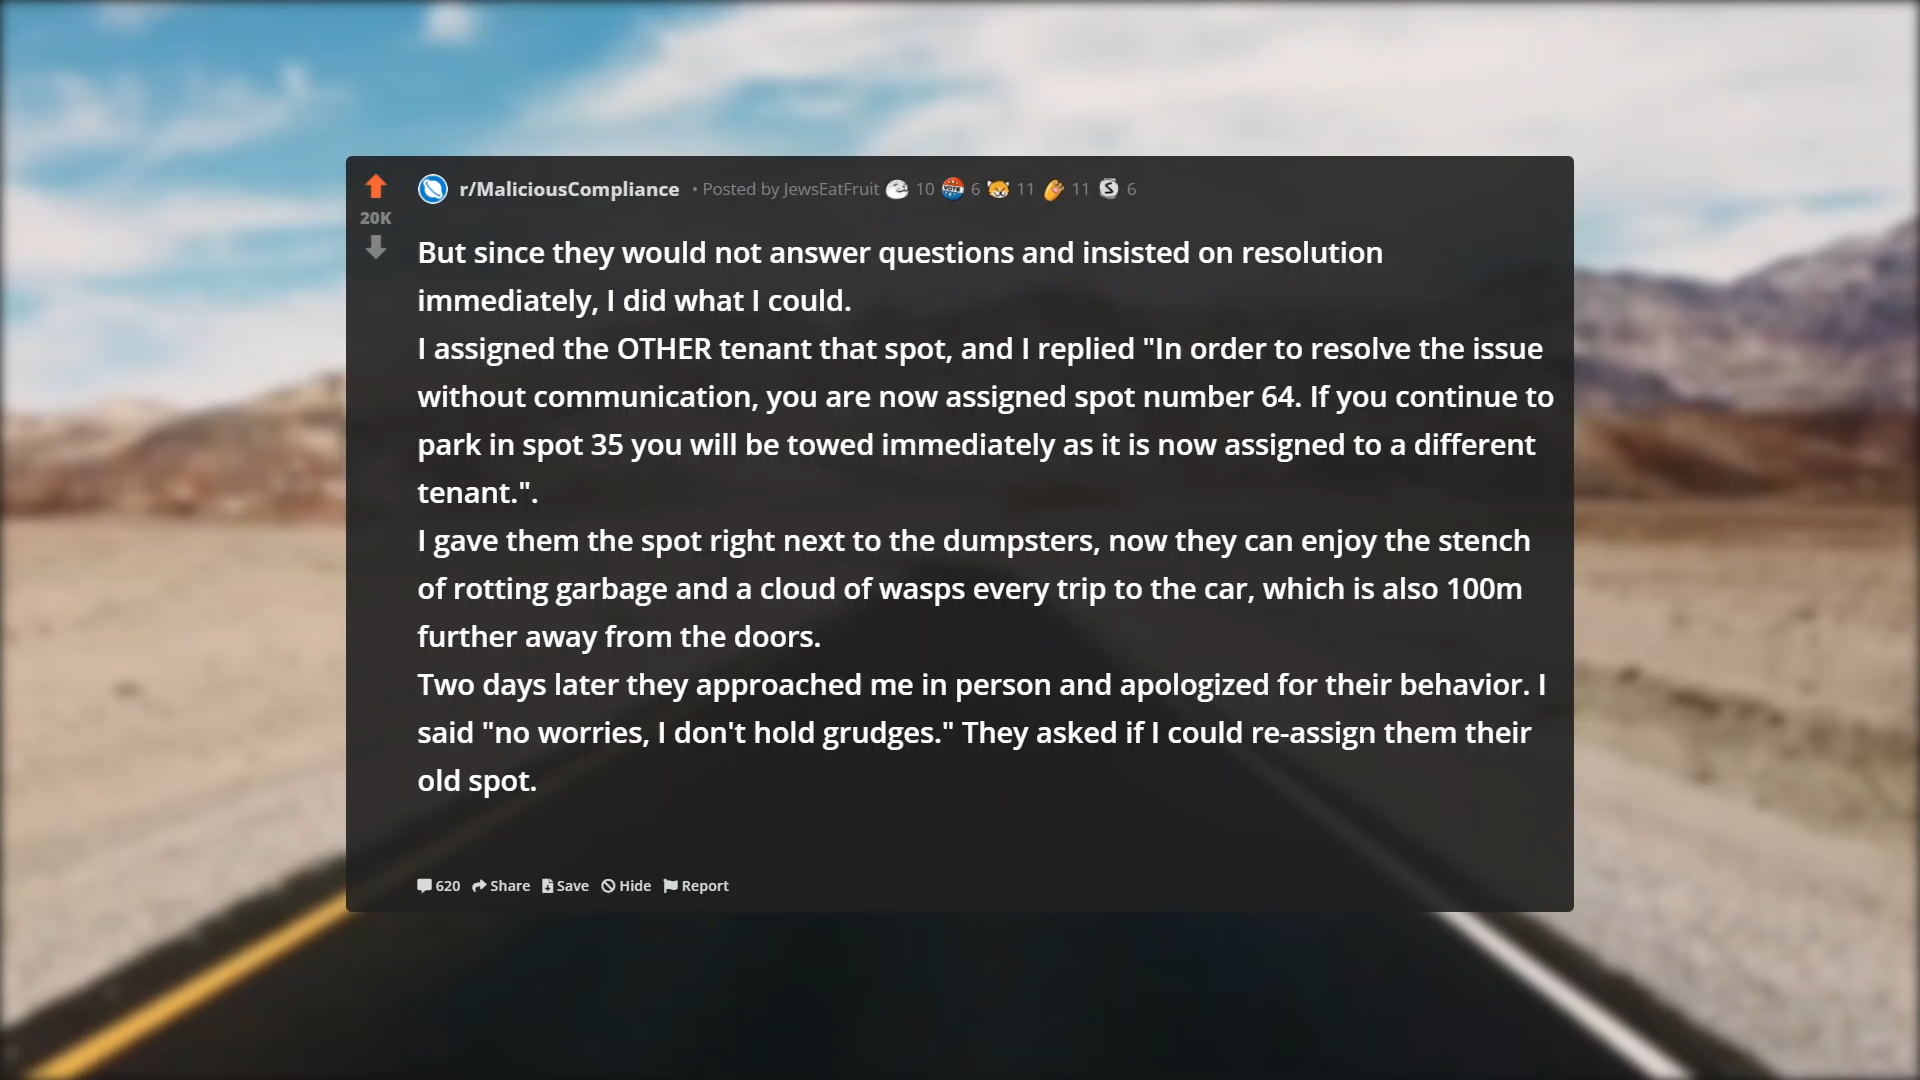 r/MaliciousCompliance • Posted by JewsEatFruit 10 6 11 11 6
20K
But since they would not answer questions and insisted on resolution
immediately, I did what I could.
I assigned the OTHER tenant that spot, and I replied "In order to resolve the issue
without communication, you are now assigned spot number 64. If you continue to
park in spot 35 you will be towed immediately as it is now assigned to a different
tenant.".
I gave them the spot right next to the dumpsters, now they can enjoy the stench
of rotting garbage and a cloud of wasps every trip to the car, which is also 100m
further away from the doors.
Two days later they approached me in person and apologized for their behavior. I
said "no worries, I don't hold grudges." They asked if I could re-assign them their
old spot.
620 Share Save Hide Report